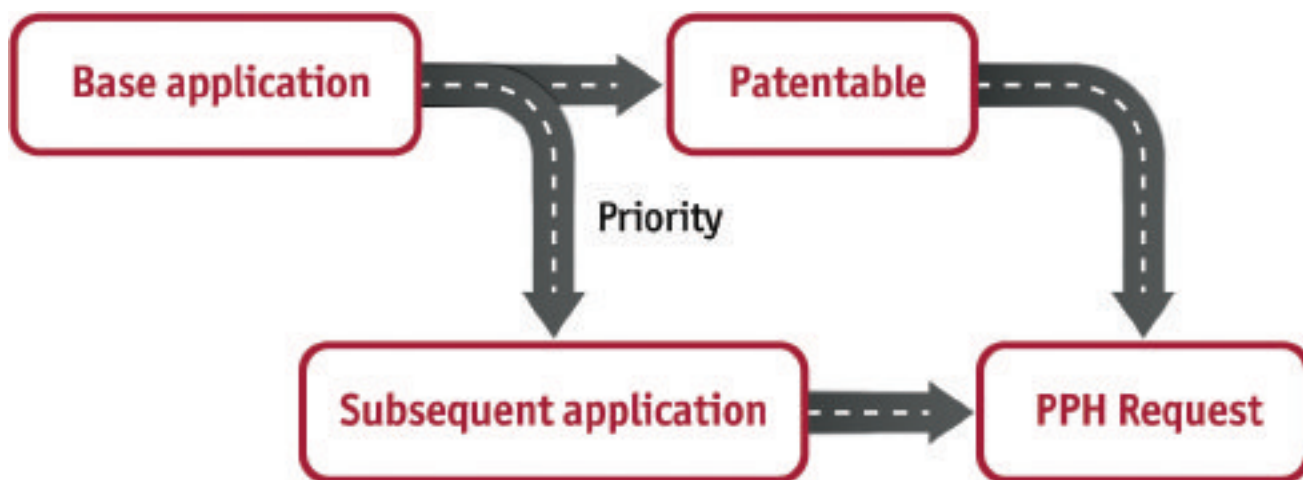 Base application
Patentable
Priority
Subsequent application
PPH Request